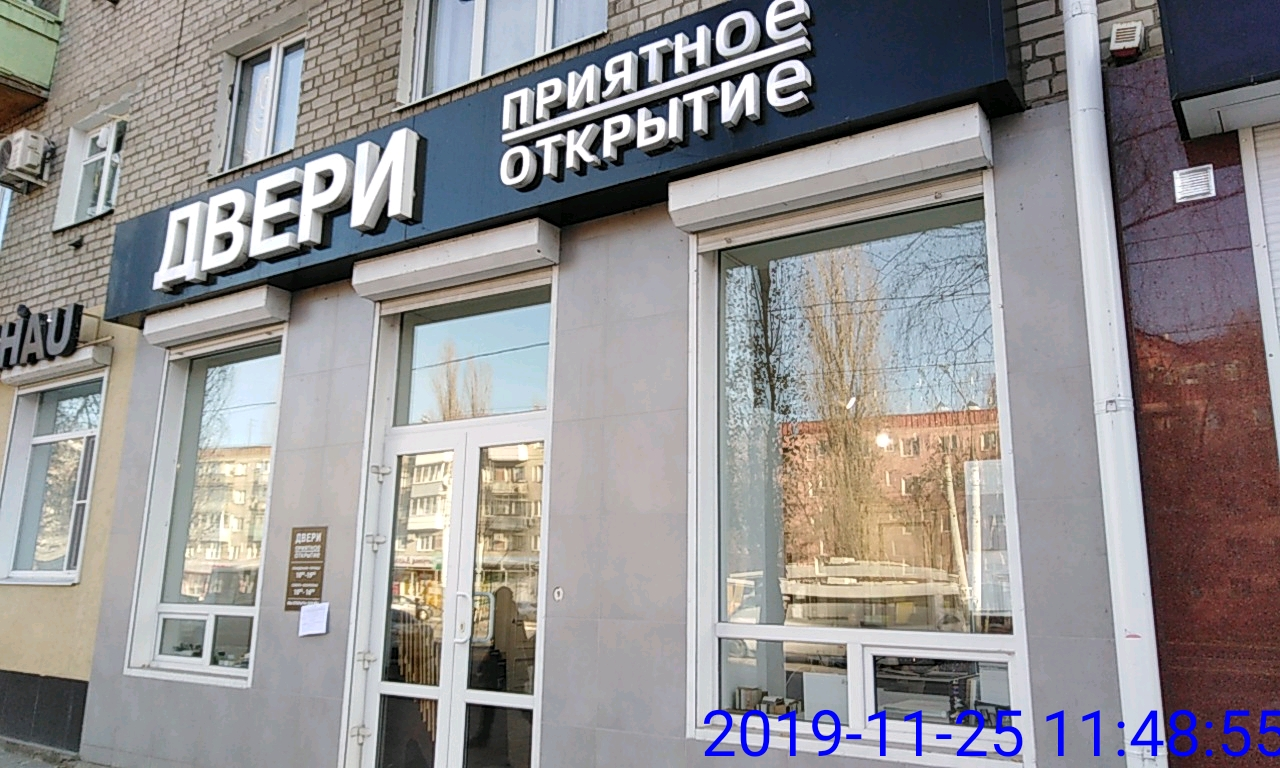 ДВЕРИ
ПРИЯТНОЕ
ОТКРЫТИЕ
HAU
ДВЕРИ
2019-11-25 11:48:55